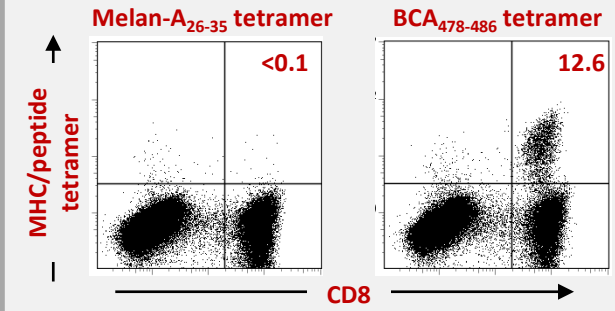 Melan-A26-35 tetramer
BCA478-486 tetramer
<0.1
12.6
MHC/peptide
tetramer
CD8